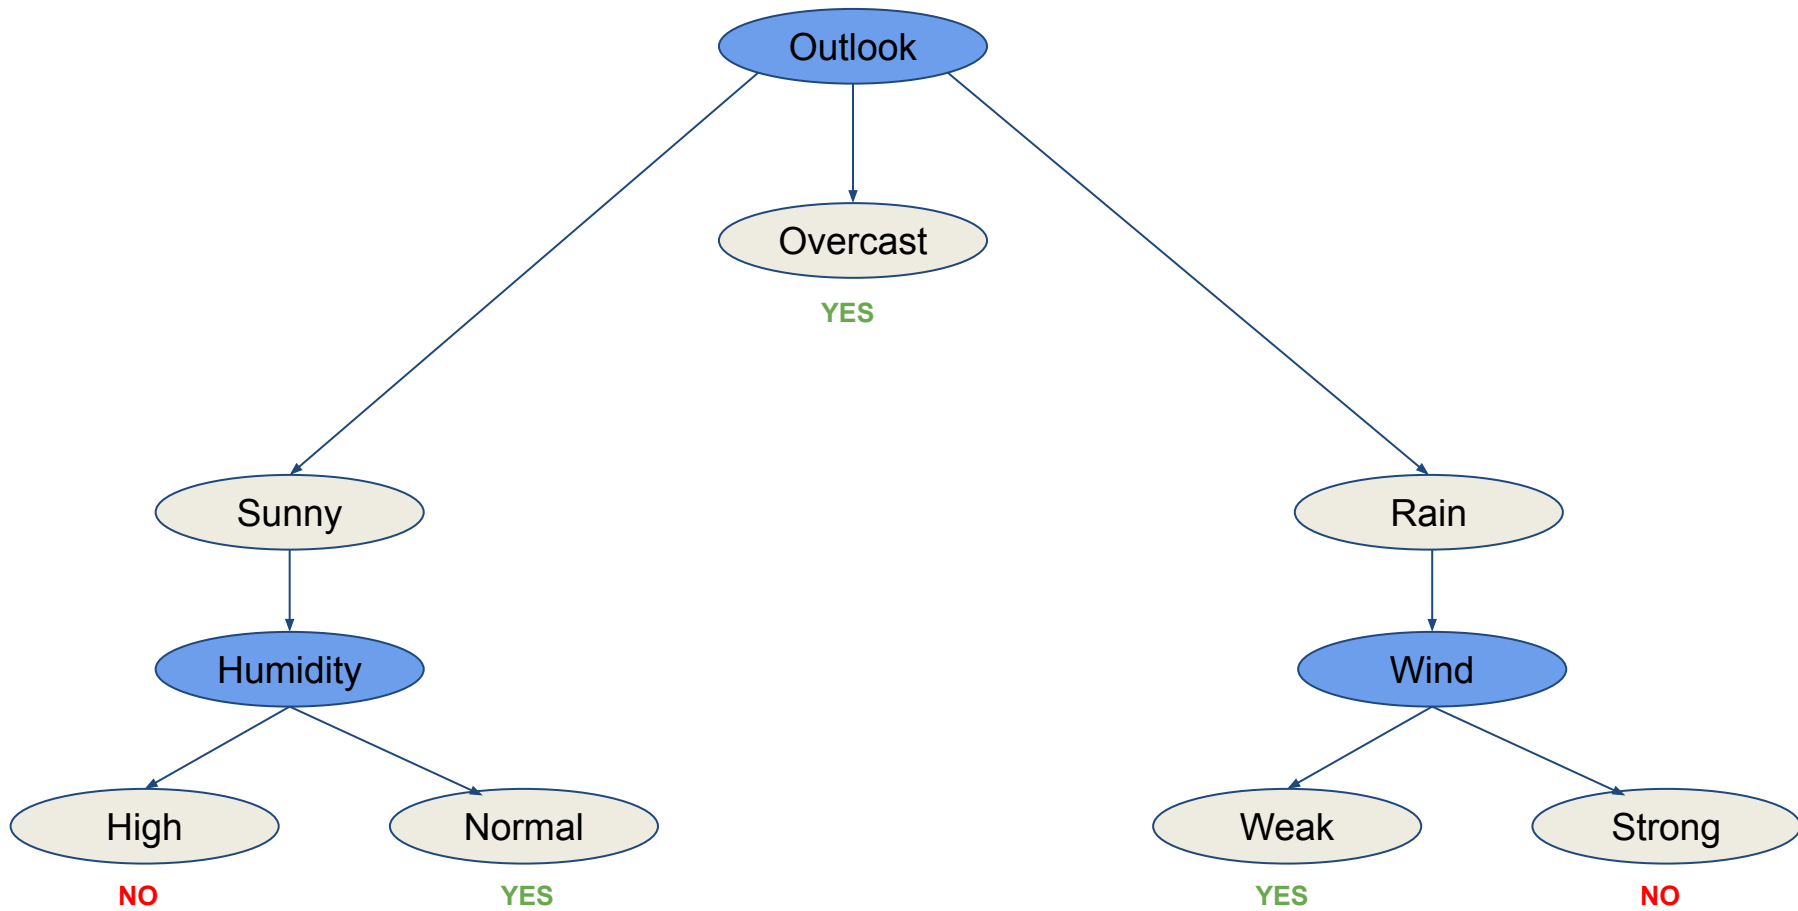 Outlook
Overcast
YES
Sunny
Rain
Humidity
Wind
High
Normal
Weak
Strong
NO
YES
YES
NO